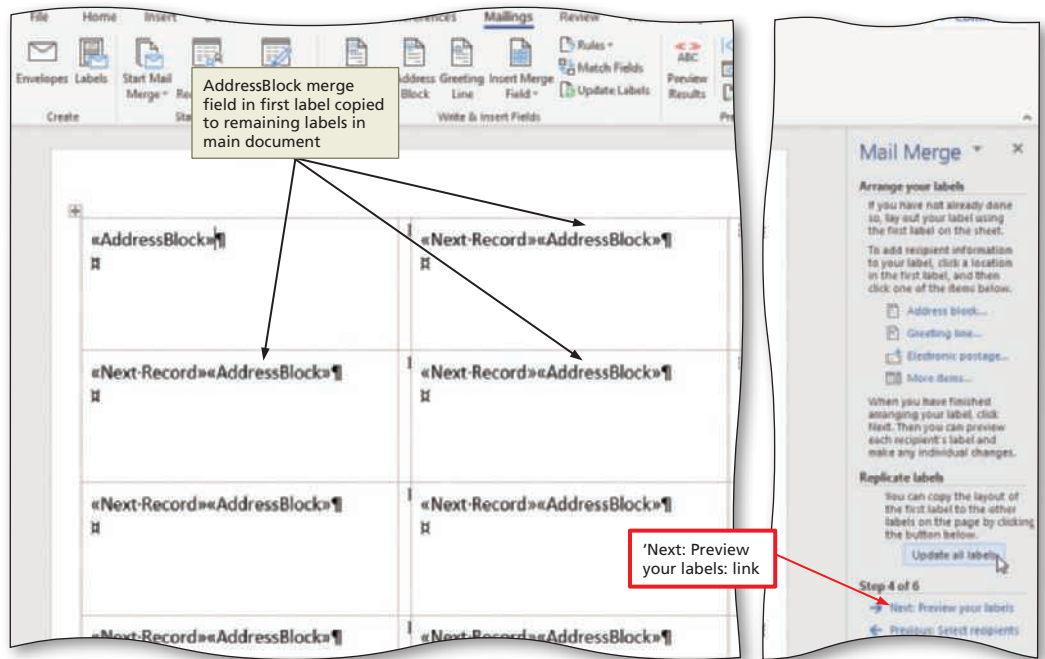 File Home Insert Mailings Review
Envelopes Labels Start Mail Merge Address Block Greeting Line Insert Merge Field Rules Match Fields Update Labels ABC Preview Results
Create Write & Insert Fields
AddressBlock merge
field in first label copied
to remaining labels in
main document
«AddressBlock»¶
¤
«Next·Record»«AddressBlock»¶
¤
«Next·Record»«AddressBlock»¶
¤
«Next·Record»«AddressBlock»¶
¤
«Next·Record»«AddressBlock»¶
¤
«Next·Record»«AddressBlock»¶
¤
«Next·Record»«AddressBlock»¶
«Next·Record»«AddressBlock»¶
Mail Merge
Arrange your labels
If you have not already done
so, lay out your label using
the first label on the sheet.
To add recipient information
to your label, click a location
in the first label, and then
click one of the items below.
Address block...
Greeting line...
Electronic postage...
More items...
When you have finished
arranging your label, click
Next. Then you can preview
each recipient's label and
make any individual changes.
Replicate labels
You can copy the layout of
the first label to the other
labels on the page by clicking
the button below.
Update all labels
'Next: Preview
your labels: link
Step 4 of 6
Next: Preview your labels
Previous: Select recipients